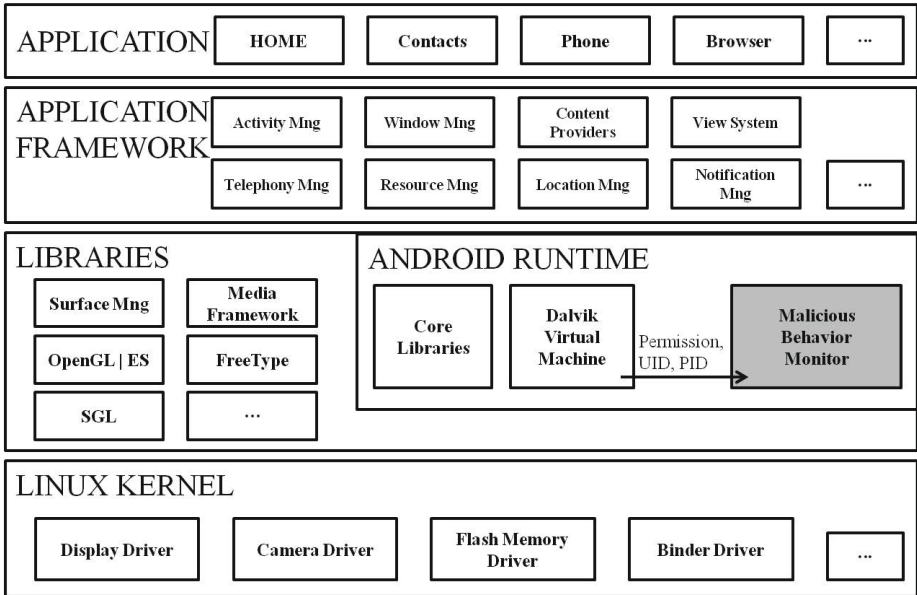 APPLICATION
HOME
Contacts
Phone
Browser
...
APPLICATION
FRAMEWORK
Activity Mng
Window Mng
Content
Providers
View System
Telephony Mng
Resource Mng
Location Mng
Notification
Mng
...
LIBRARIES
Surface Mng
Media
Framework
OpenGL | ES
FreeType
SGL
...
ANDROID RUNTIME
Core
Libraries
Dalvik
Virtual
Machine
Permission,
UID, PID
Malicious
Behavior
Monitor
LINUX KERNEL
Display Driver
Camera Driver
Flash Memory
Driver
Binder Driver
...